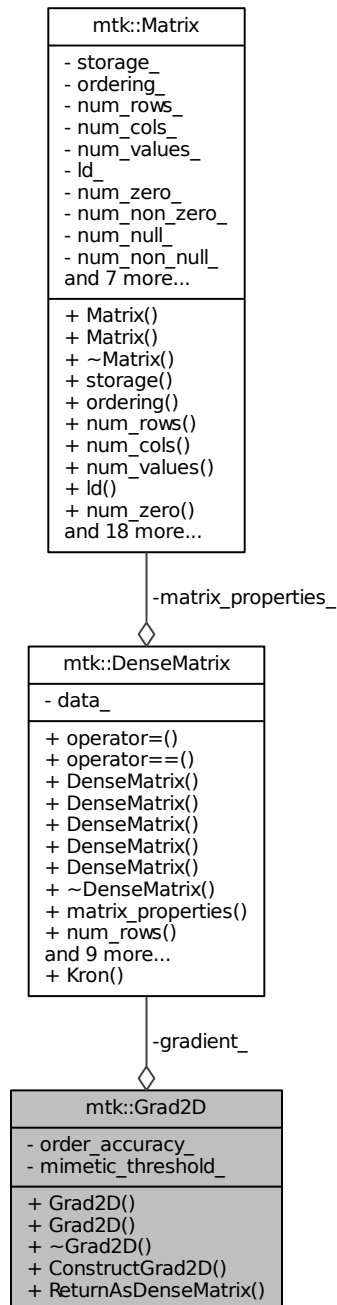 mtk::Matrix
- storage_
- ordering_
- num_rows_
- num_cols_
- num_values_
- ld_
- num_zero_
- num_non_zero_
- num_null_
- num_non_null_
and 7 more...
+ Matrix()
+ Matrix()
+ ~Matrix()
+ storage()
+ ordering()
+ num_rows()
+ num_cols()
+ num_values()
+ ld()
+ num_zero()
and 18 more...
-matrix_properties_
mtk::DenseMatrix
- data_
+ operator=()
+ operator==()
+ DenseMatrix()
+ DenseMatrix()
+ DenseMatrix()
+ DenseMatrix()
+ DenseMatrix()
+ ~DenseMatrix()
+ matrix_properties()
+ num_rows()
and 9 more...
+ Kron()
-gradient_
mtk::Grad2D
- order_accuracy_
- mimetic_threshold_
+ Grad2D()
+ Grad2D()
+ ~Grad2D()
+ ConstructGrad2D()
+ ReturnAsDenseMatrix()